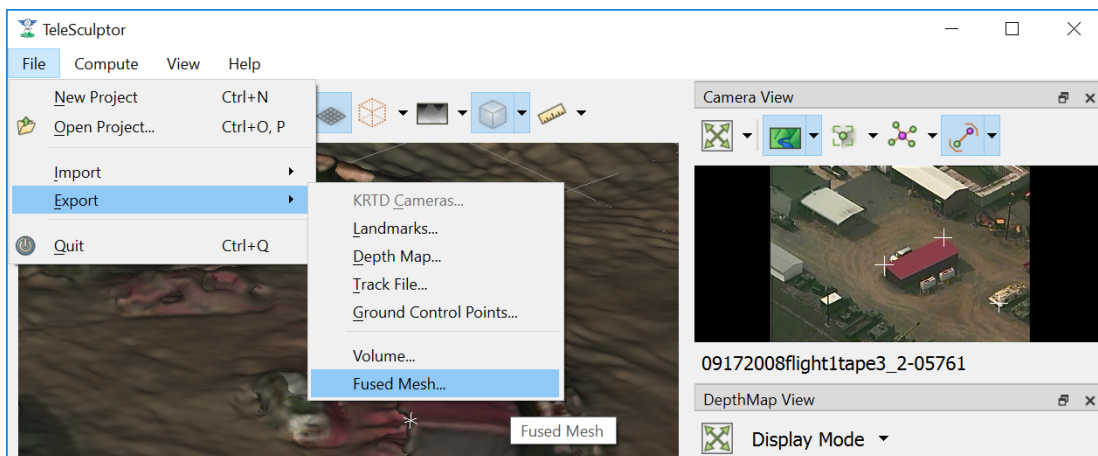 TeleSculptor
File Compute View Help
New Project Ctrl+N
Open Project... Ctrl+O, P
Import
Export
Quit Ctrl+Q
KRTD Cameras...
Landmarks...
Depth Map...
Track File...
Ground Control Points...
Volume...
Fused Mesh...
Fused Mesh
Camera View
09172008flight1tape3_2-05761
DepthMap View
Display Mode